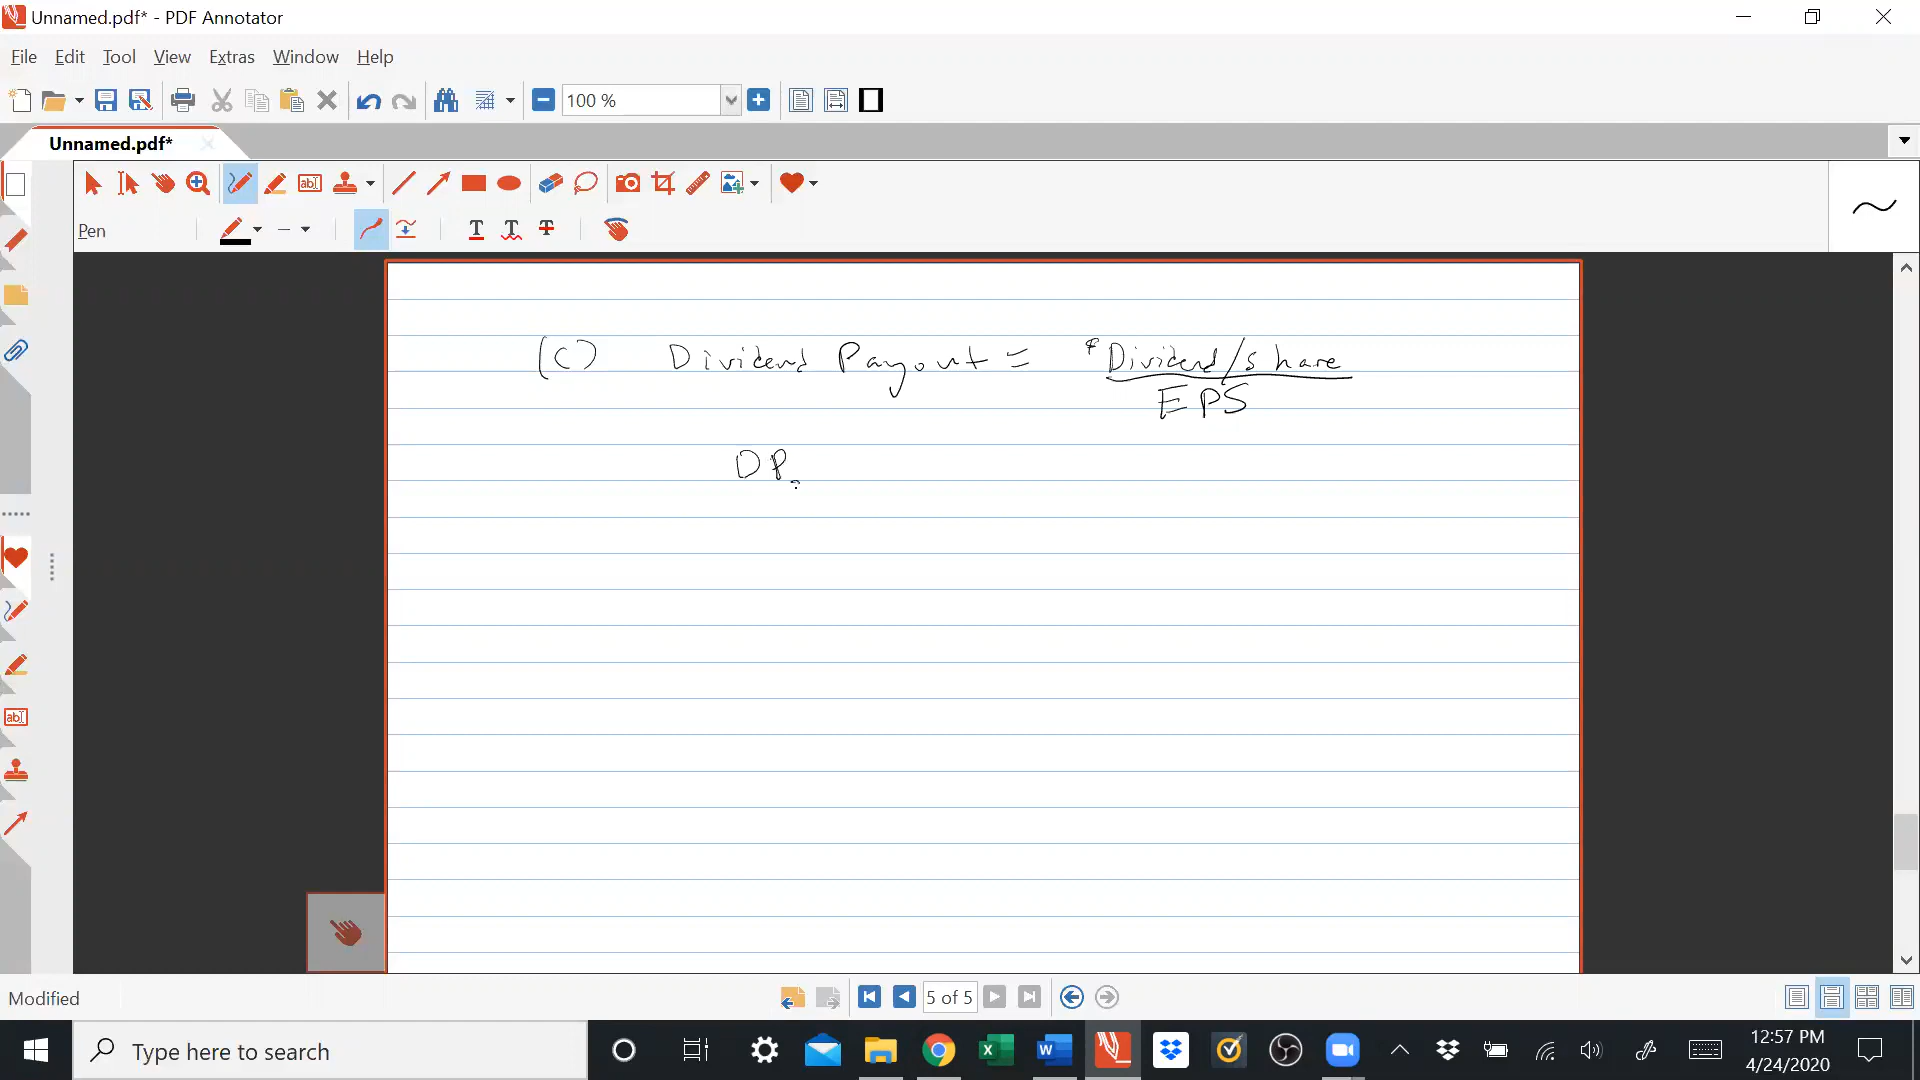 Unnamed.pdf* - PDF Annotator
File Edit Tool View Extras Window Help
100 %
Unnamed.pdf*
Pen
(C) Dividend Payout = Dividend/share
EPS
DP
Modified
5 of 5
Type here to search
12:57 PM
4/24/2020